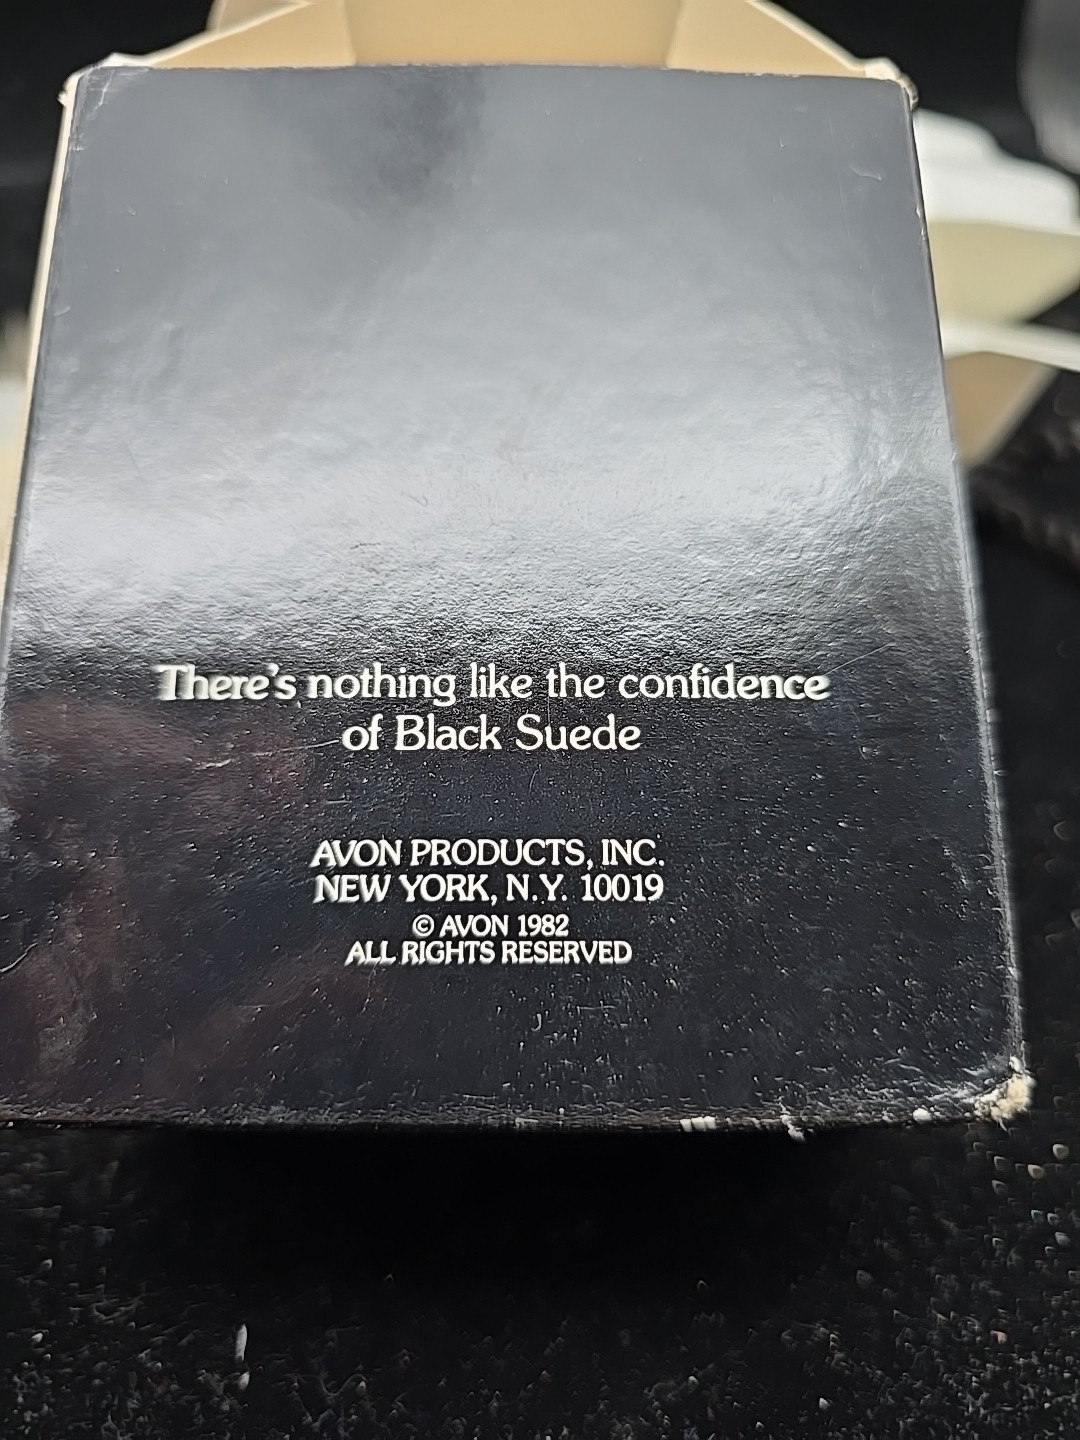 There's nothing like the confidence
of Black Suede
AVON PRODUCTS, INC.
NEW YORK, N.Y. 10019
© AVON 1982
ALL RIGHTS RESERVED